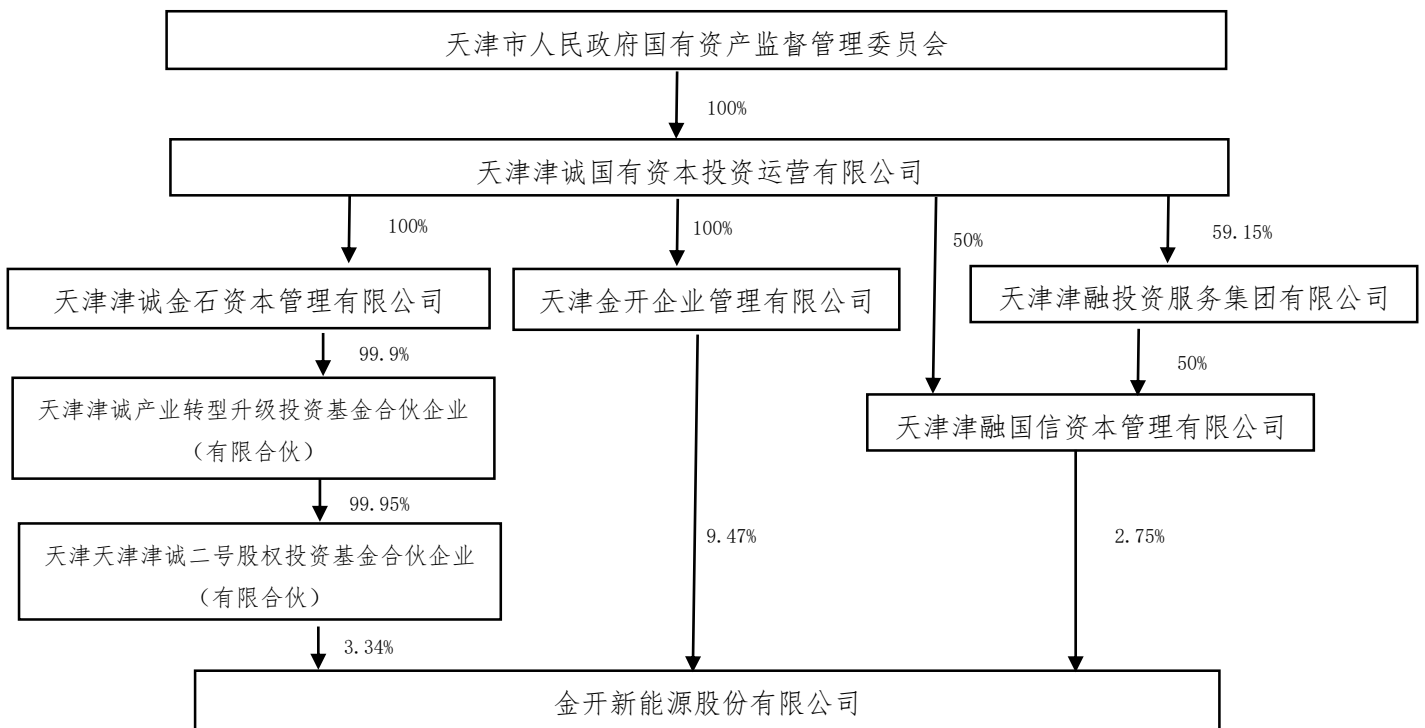 天津市人民政府国有资产监督管理委员会
100%
天津津诚国有资本投资运营有限公司
100%
100%
50%
59.15%
天津津诚金石资本管理有限公司
天津金开企业管理有限公司
天津津融投资服务集团有限公司
99.9%
50%
天津津诚产业转型升级投资基金合伙企业
（有限合伙）
天津津融国信资本管理有限公司
99.95%
天津天津津诚二号股权投资基金合伙企业
（有限合伙）
9.47%
2.75%
3.34%
金开新能源股份有限公司